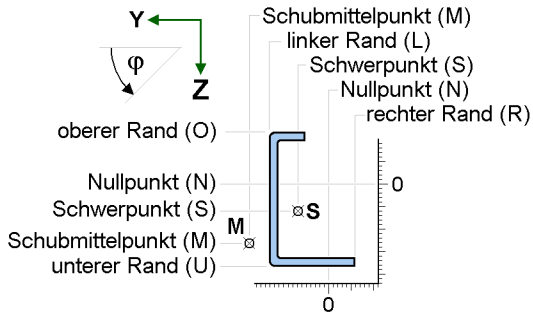 Schubmittelpunkt (M)
Y
linker Rand (L)
φ
Schwerpunkt (S)
Z
Nullpunkt (N)
rechter Rand (R)
oberer Rand (O)
Nullpunkt (N)
0
Schwerpunkt (S)
S
M
Schubmittelpunkt (M)
unterer Rand (U)
0